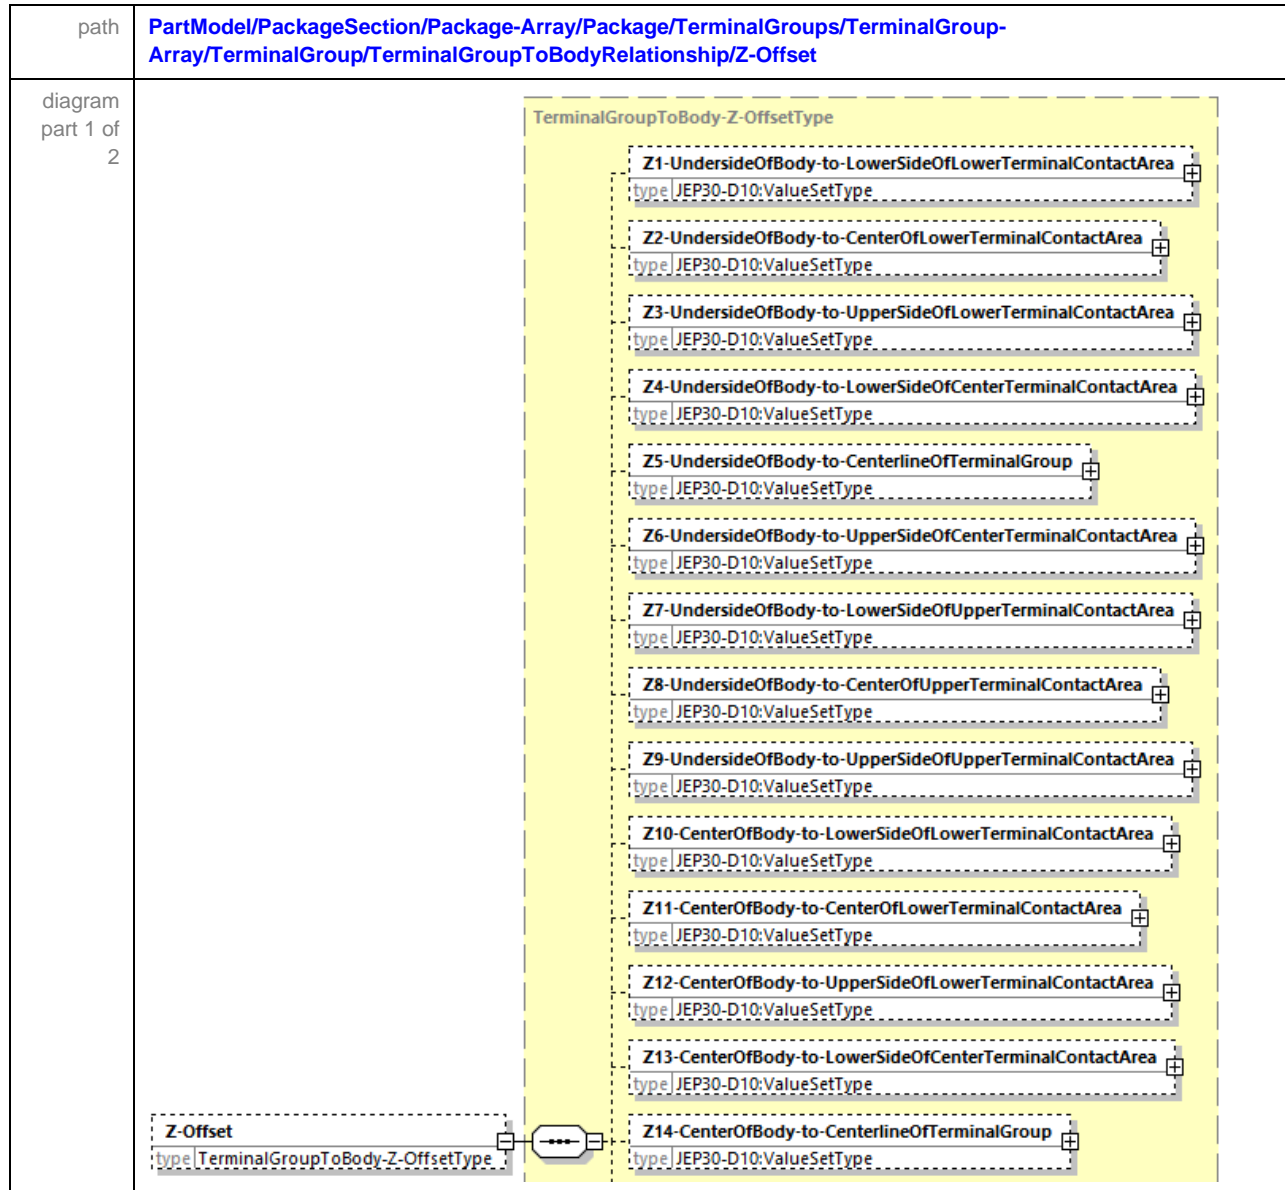 path
PartModel/PackageSection/Package-Array/Package/TerminalGroups/TerminalGroup-
Array/TerminalGroup/TerminalGroupToBodyRelationship/Z-Offset
diagram
part 1 of
2
TerminalGroupToBody-Z-OffsetType
Z1-UndersideOfBody-to-LowerSideOfLowerTerminalContactArea
type JEP30-D10:ValueSetType
Z2-UndersideOfBody-to-CenterOfLowerTerminalContactArea
type JEP30-D10:ValueSetType
Z3-UndersideOfBody-to-UpperSideOfLowerTerminalContactArea
type JEP30-D10:ValueSetType
Z4-UndersideOfBody-to-LowerSideOfCenterTerminalContactArea
type JEP30-D10:ValueSetType
Z5-UndersideOfBody-to-CenterlineOfTerminalGroup
type JEP30-D10:ValueSetType
Z6-UndersideOfBody-to-UpperSideOfCenterTerminalContactArea
type JEP30-D10:ValueSetType
Z7-UndersideOfBody-to-LowerSideOfUpperTerminalContactArea
type JEP30-D10:ValueSetType
Z8-UndersideOfBody-to-CenterOfUpperTerminalContactArea
type JEP30-D10:ValueSetType
Z9-UndersideOfBody-to-UpperSideOfUpperTerminalContactArea
type JEP30-D10:ValueSetType
Z10-CenterOfBody-to-LowerSideOfLowerTerminalContactArea
type JEP30-D10:ValueSetType
Z11-CenterOfBody-to-CenterOfLowerTerminalContactArea
type JEP30-D10:ValueSetType
Z12-CenterOfBody-to-UpperSideOfLowerTerminalContactArea
type JEP30-D10:ValueSetType
Z13-CenterOfBody-to-LowerSideOfCenterTerminalContactArea
type JEP30-D10:ValueSetType
Z-Offset
type TerminalGroupToBody-Z-OffsetType
Z14-CenterOfBody-to-CenterlineOfTerminalGroup
type JEP30-D10:ValueSetType